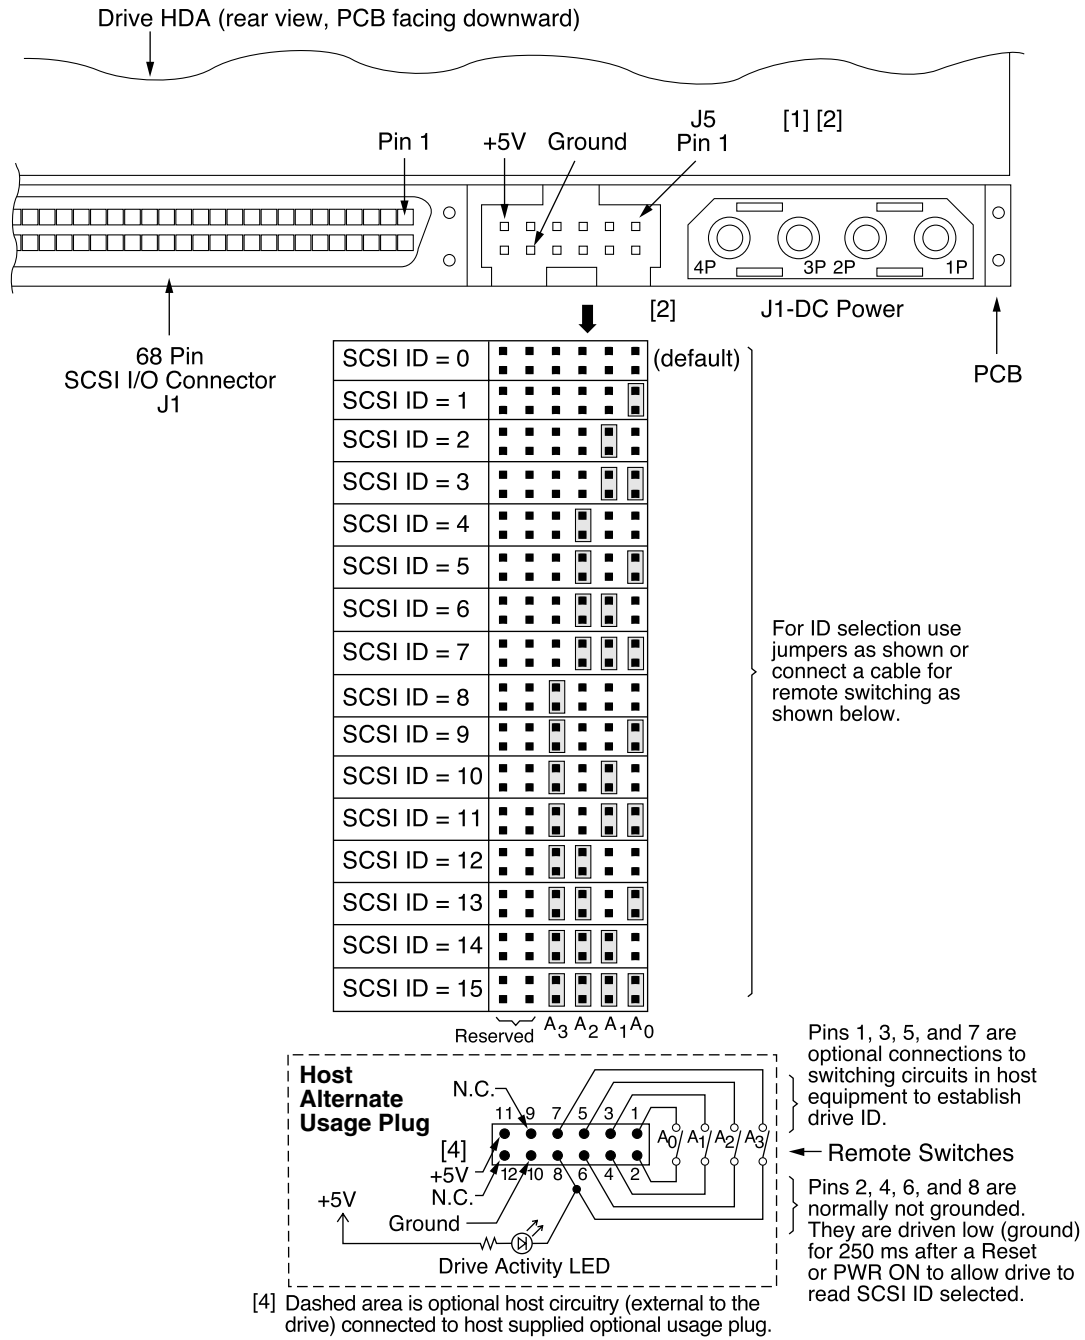 Drive HDA (rear view, PCB facing downward)
[1] [2]
J5
Pin 1
+5V
Ground
Pin 1
4P
3P
2P
1P
[2]
J1-DC Power
68 Pin
SCSI I/O Connector
J1
PCB
SCSI ID = 0
(default)
SCSI ID = 1
SCSI ID = 2
SCSI ID = 3
SCSI ID = 4
SCSI ID = 5
SCSI ID = 6
SCSI ID = 7
SCSI ID = 8
SCSI ID = 9
SCSI ID = 10
SCSI ID = 11
SCSI ID = 12
SCSI ID = 13
SCSI ID = 14
SCSI ID = 15
For ID selection use
jumpers as shown or
connect a cable for
remote switching as
shown below.
Reserved A3 A2 A1 A0
Host
Alternate
Usage Plug
N.C.
11 9 7 5 3 1
A0 A1 A2 A3
[4]
+5V
12 10 8 6 4 2
N.C.
+5V
Ground
Drive Activity LED
Pins 1, 3, 5, and 7 are
optional connections to
switching circuits in host
equipment to establish
drive ID.
Remote Switches
Pins 2, 4, 6, and 8 are
normally not grounded.
They are driven low (ground)
for 250 ms after a Reset
or PWR ON to allow drive to
read SCSI ID selected.
[4] Dashed area is optional host circuitry (external to the
drive) connected to host supplied optional usage plug.